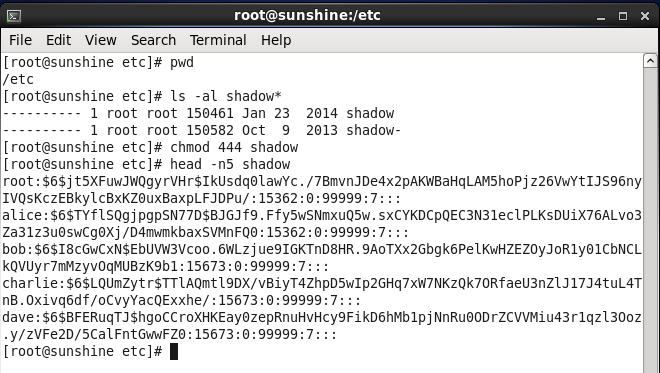 root@sunshine:/etc
File Edit View Search Terminal Help
[root@sunshine etc]# pwd
/etc
[root@sunshine etc]# ls -al shadow*
---------- 1 root root 150461 Jan 23  2014 shadow
---------- 1 root root 150582 Oct  9  2013 shadow-
[root@sunshine etc]# chmod 444 shadow
[root@sunshine etc]# head -n5 shadow
root:$6$jt5XFuwJWQgyrVHr$IkUsdq0lawYc./7BmvnJDe4x2pAKWBaHqLAM5hoPjz26VwYtIJS96ny
IVQsKczEBkylcBxKZ0uxBaxpLFJDPu/:15362:0:99999:7:::
alice:$6$TYflSQgjpgpSN77D$BJGJf9.Ffy5wSNmxuQ5w.sxCYKDCpQEC3N31eclPLKsDUiX76ALvo3
Za31z3u0swCg0Xj/D4mwmkbaxSVMnFQ0:15362:0:99999:7:::
bob:$6$I8cGwCxN$EbUVW3Vcoo.6WLzjue9IGKTnD8HR.9AoTXx2Gbgk6PelKwHZEZOyJoR1y01CbNCL
kQVUyr7mMzyvOqMUBzK9b1:15673:0:99999:7:::
charlie:$6$LQUmZytr$TTlAQmtl9DX/vBiyT4ZhpD5wIp2GHq7xW7NKzQk7ORfaeU3nZlJ17J4tuL4T
nB.Oxivq6df/oCvyYacQExxhe/:15673:0:99999:7:::
dave:$6$BFERuqTJ$hgoCCroXHKEay0zepRnuHvHcy9FikD6hMb1pjNnRu0ODrZCVVMiu43r1qzl3Ooz
.y/zVFe2D/5CalFntGwwFZ0:15673:0:99999:7:::
[root@sunshine etc]#